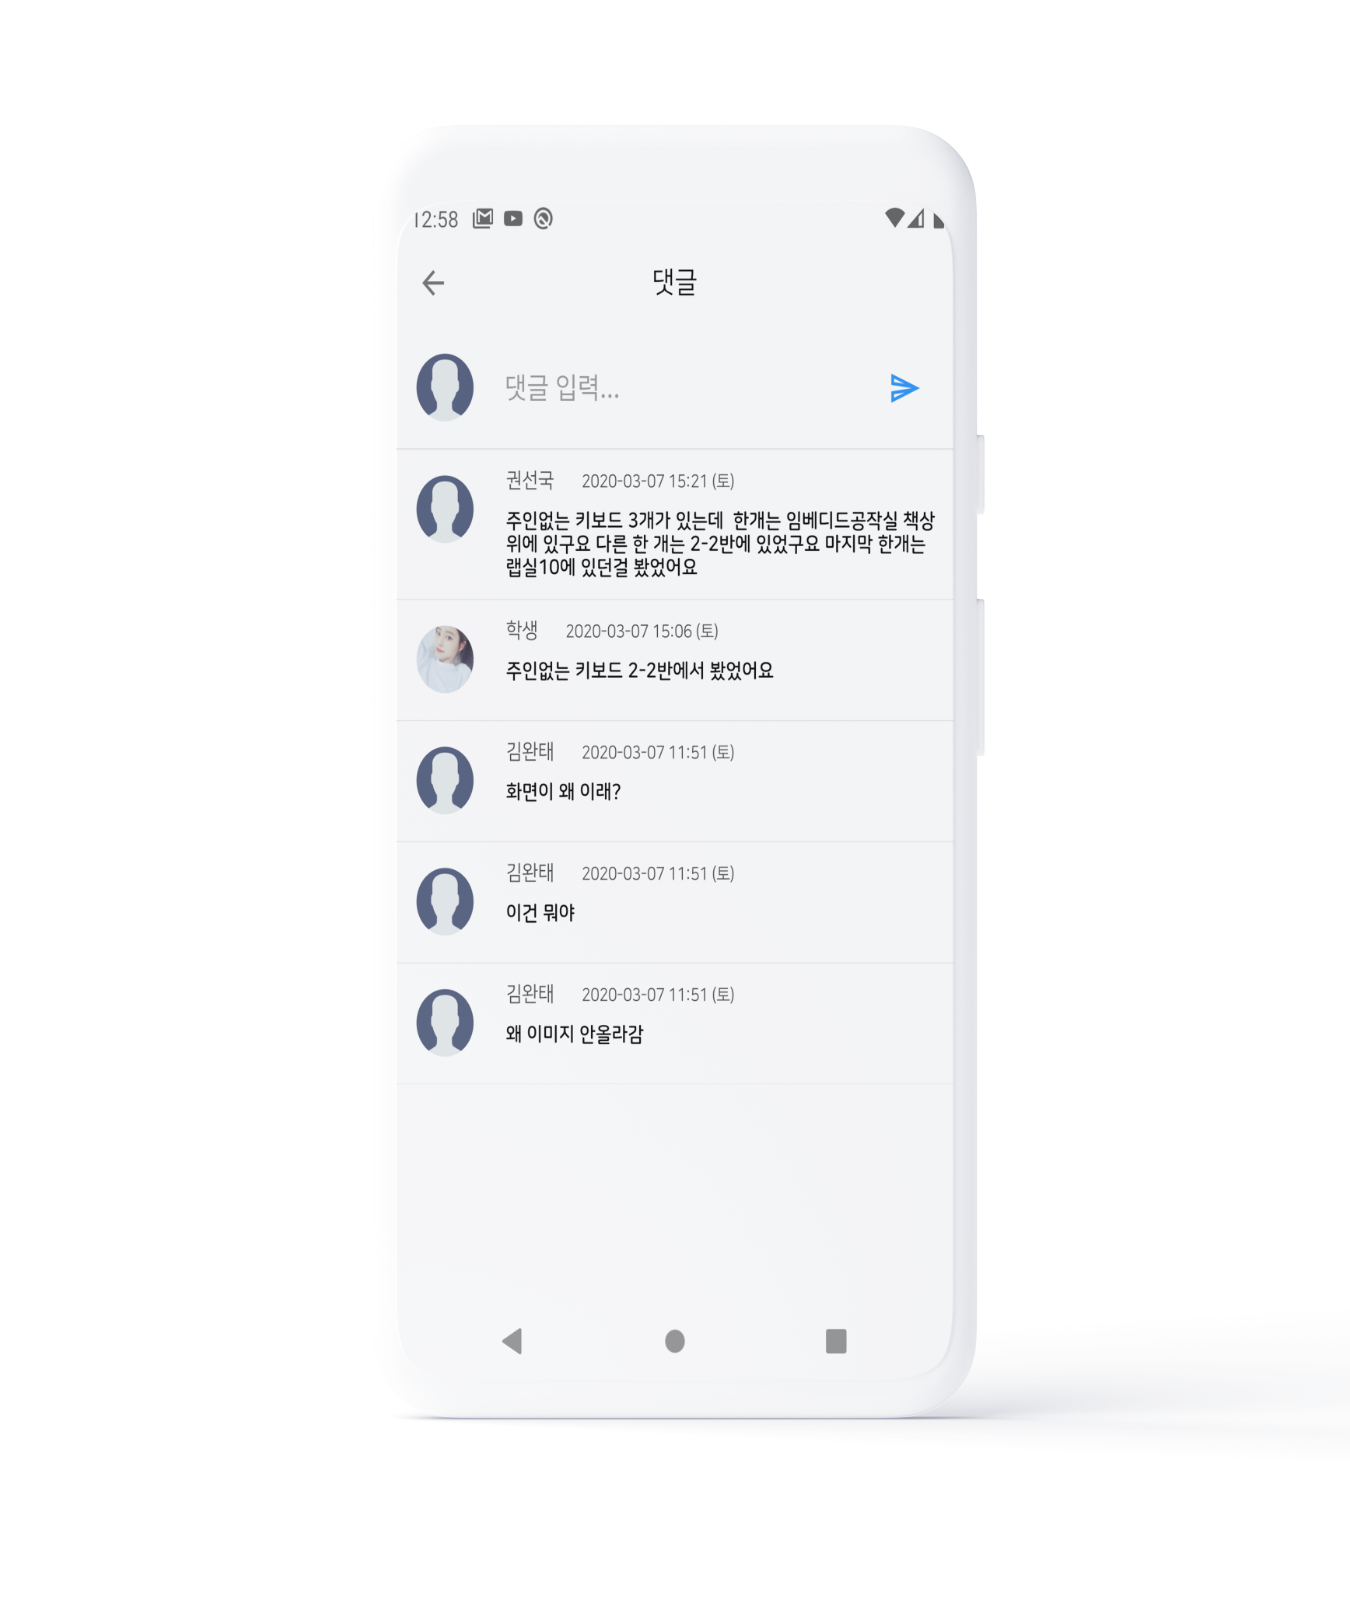 12:58
댓글
댓글 입력...
권선국 2020-03-07 15:21 (토)
주인없는 키보드 3개가 있는데 한개는 임베디드공작실 책상
위에 있구요 다른 한 개는 2-2반에 있었구요 마지막 한개는
랩실10에 있던걸 봤었어요
학생 2020-03-07 15:06 (토)
주인없는 키보드 2-2반에서 봤었어요
김완태 2020-03-07 11:51 (토)
화면이 왜 이래?
김완태 2020-03-07 11:51 (토)
이건 뭐야
김완태 2020-03-07 11:51 (토)
왜 이미지 안올라감